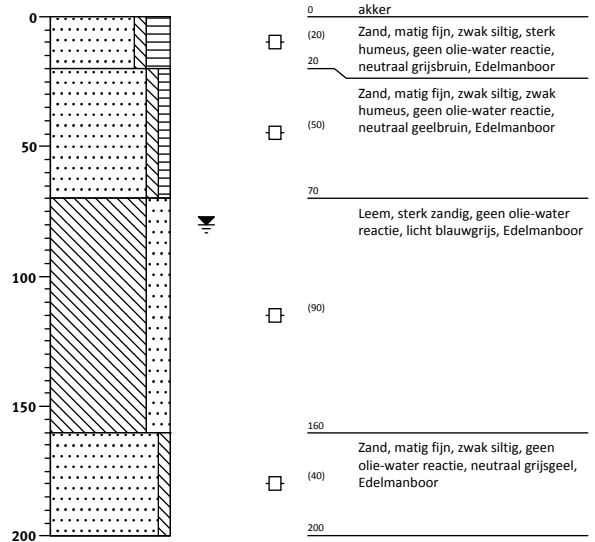 0
50
100
150
200
0 akker
(20) Zand, matig fijn, zwak siltig, sterk
humeus, geen olie-water reactie,
neutraal grijsbruin, Edelmanboor
20
Zand, matig fijn, zwak siltig, zwak
humeus, geen olie-water reactie,
neutraal geelbruin, Edelmanboor
(50)
70
Leem, sterk zandig, geen olie-water
reactie, licht blauwgrijs, Edelmanboor
(90)
160
Zand, matig fijn, zwak siltig, geen
olie-water reactie, neutraal grijsgeel,
Edelmanboor
(40)
200